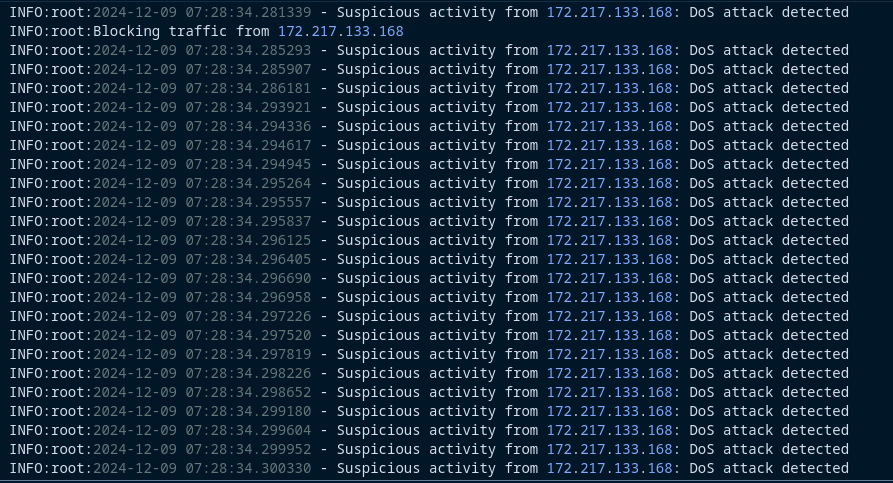 INFO:root:2024-12-09 07:28:34.281339 - Suspicious activity from 172.217.133.168: DoS attack detected
INFO:root:Blocking traffic from 172.217.133.168
INFO:root:2024-12-09 07:28:34.285293 - Suspicious activity from 172.217.133.168: DoS attack detected
INFO:root:2024-12-09 07:28:34.285907 - Suspicious activity from 172.217.133.168: DoS attack detected
INFO:root:2024-12-09 07:28:34.286181 - Suspicious activity from 172.217.133.168: DoS attack detected
INFO:root:2024-12-09 07:28:34.293921 - Suspicious activity from 172.217.133.168: DoS attack detected
INFO:root:2024-12-09 07:28:34.294336 - Suspicious activity from 172.217.133.168: DoS attack detected
INFO:root:2024-12-09 07:28:34.294617 - Suspicious activity from 172.217.133.168: DoS attack detected
INFO:root:2024-12-09 07:28:34.294945 - Suspicious activity from 172.217.133.168: DoS attack detected
INFO:root:2024-12-09 07:28:34.295264 - Suspicious activity from 172.217.133.168: DoS attack detected
INFO:root:2024-12-09 07:28:34.295557 - Suspicious activity from 172.217.133.168: DoS attack detected
INFO:root:2024-12-09 07:28:34.295837 - Suspicious activity from 172.217.133.168: DoS attack detected
INFO:root:2024-12-09 07:28:34.296125 - Suspicious activity from 172.217.133.168: DoS attack detected
INFO:root:2024-12-09 07:28:34.296405 - Suspicious activity from 172.217.133.168: DoS attack detected
INFO:root:2024-12-09 07:28:34.296690 - Suspicious activity from 172.217.133.168: DoS attack detected
INFO:root:2024-12-09 07:28:34.296958 - Suspicious activity from 172.217.133.168: DoS attack detected
INFO:root:2024-12-09 07:28:34.297226 - Suspicious activity from 172.217.133.168: DoS attack detected
INFO:root:2024-12-09 07:28:34.297520 - Suspicious activity from 172.217.133.168: DoS attack detected
INFO:root:2024-12-09 07:28:34.297819 - Suspicious activity from 172.217.133.168: DoS attack detected
INFO:root:2024-12-09 07:28:34.298226 - Suspicious activity from 172.217.133.168: DoS attack detected
INFO:root:2024-12-09 07:28:34.298652 - Suspicious activity from 172.217.133.168: DoS attack detected
INFO:root:2024-12-09 07:28:34.299180 - Suspicious activity from 172.217.133.168: DoS attack detected
INFO:root:2024-12-09 07:28:34.299604 - Suspicious activity from 172.217.133.168: DoS attack detected
INFO:root:2024-12-09 07:28:34.299952 - Suspicious activity from 172.217.133.168: DoS attack detected
INFO:root:2024-12-09 07:28:34.300330 - Suspicious activity from 172.217.133.168: DoS attack detected